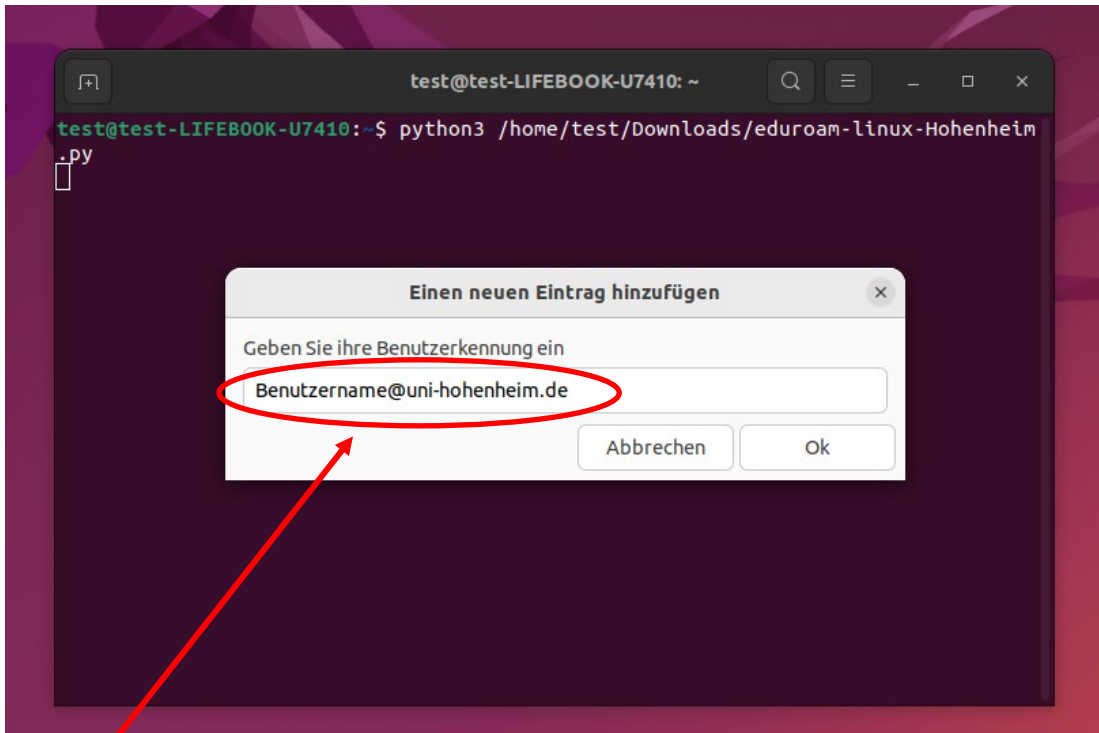 test@test-LIFEBOOK-U7410: ~
test@test-LIFEBOOK-U7410:~$ python3 /home/test/Downloads/eduroam-linux-Hohenheim
.py
Einen neuen Eintrag hinzufügen
Geben Sie ihre Benutzerkennung ein
Benutzername@uni-hohenheim.de
Abbrechen Ok